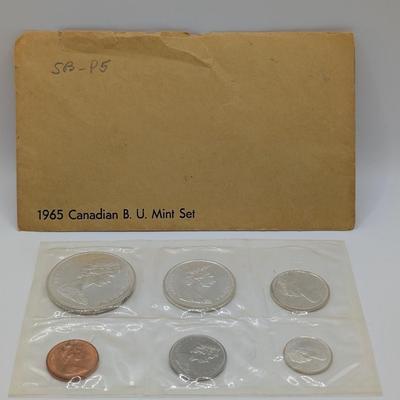 SB-P5
1965 Canadian B. U. Mint Set